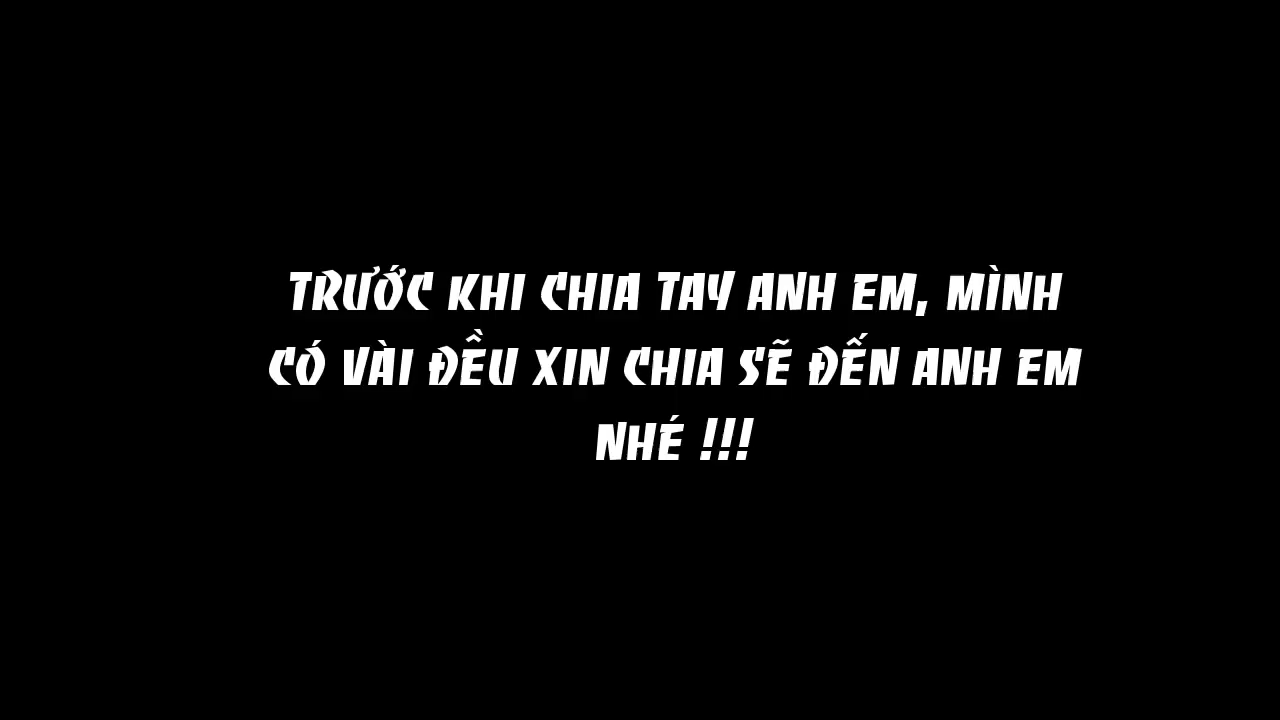 TRƯỚC KHI CHIA TAY ANH EM, MÌNH
CÓ VÀI ĐỀU XIN CHIA SẼ ĐẾN ANH EM
NHÉ !!!